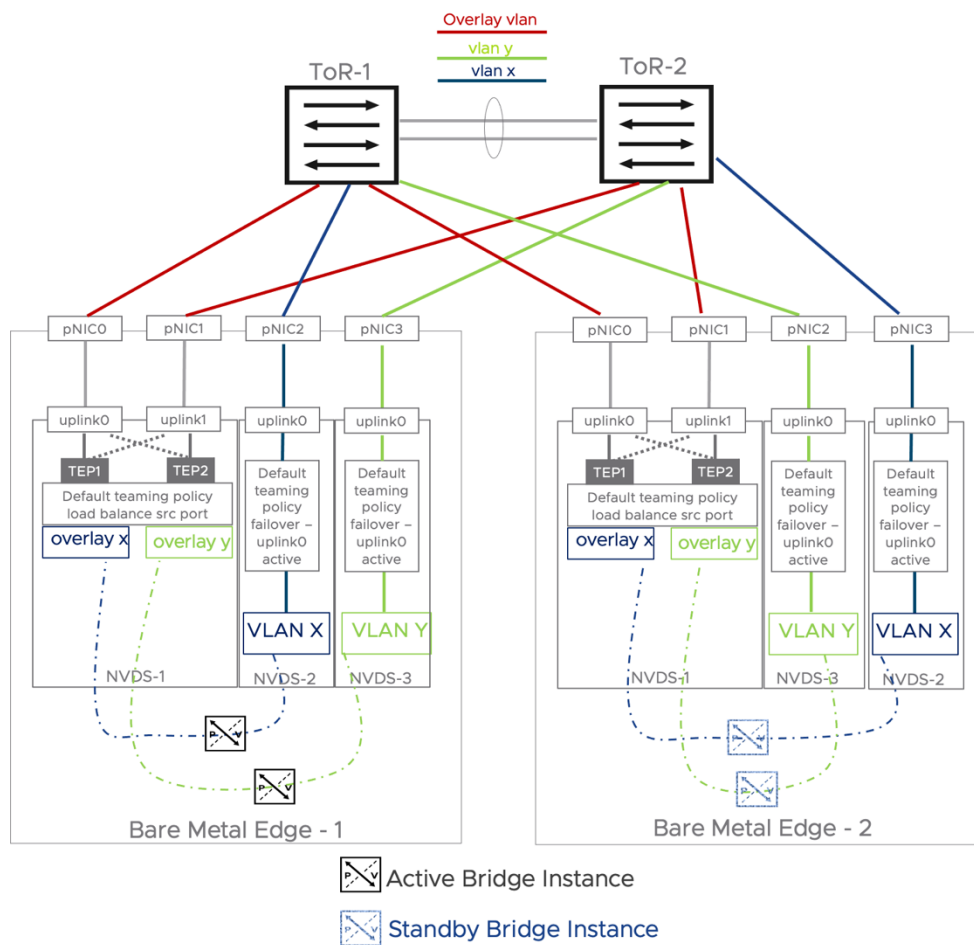 Overlay vlan
vlan y
vlan x
ToR-1
ToR-2
pNIC0
pNIC1
pNIC2
pNIC3
pNIC0
pNIC1
pNIC2
pNIC3
uplink0
uplink1
uplink0
uplink0
uplink0
uplink1
uplink0
uplink0
TEP1
TEP2
Default teaming policy
load balance src port
overlay x
overlay y
Default
teaming
policy
failover –
uplink0
active
Default
teaming
policy
failover –
uplink0
active
TEP1
TEP2
Default teaming policy
load balance src port
overlay x
overlay y
Default
teaming
policy
failover –
uplink0
active
Default
teaming
policy
failover –
uplink0
active
VLAN X
VLAN Y
VLAN Y
VLAN X
NVDS-1
NVDS-2
NVDS-3
NVDS-1
NVDS-3
NVDS-2
P V
P V
P V
P V
Bare Metal Edge - 1
Bare Metal Edge - 2
P V
Active Bridge Instance
P V
Standby Bridge Instance